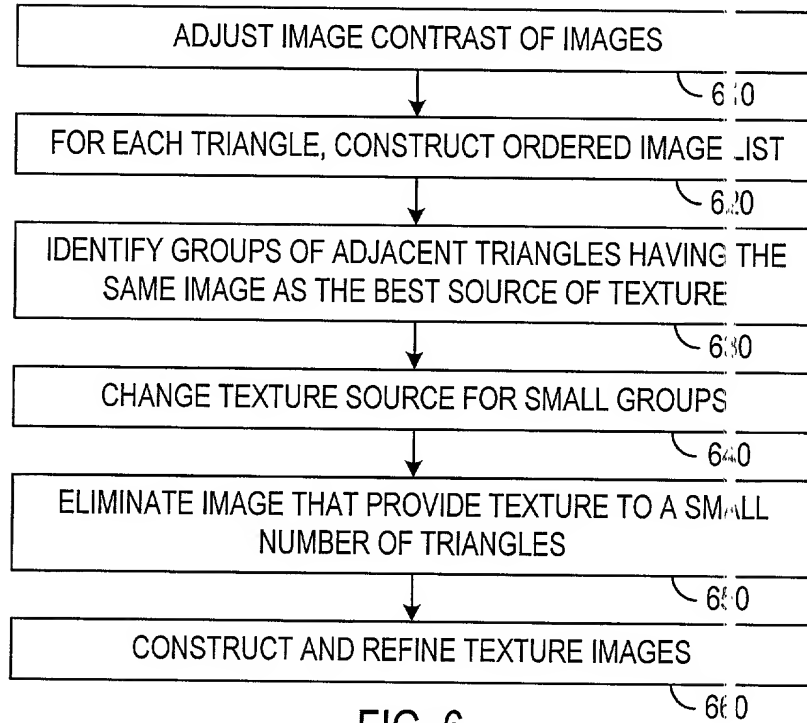 ADJUST IMAGE CONTRAST OF IMAGES
610
FOR EACH TRIANGLE, CONSTRUCT ORDERED IMAGE LIST
620
IDENTIFY GROUPS OF ADJACENT TRIANGLES HAVING THE
SAME IMAGE AS THE BEST SOURCE OF TEXTURE
630
CHANGE TEXTURE SOURCE FOR SMALL GROUPS
640
ELIMINATE IMAGE THAT PROVIDE TEXTURE TO A SMALL
NUMBER OF TRIANGLES
650
CONSTRUCT AND REFINE TEXTURE IMAGES
660
FIG. 6